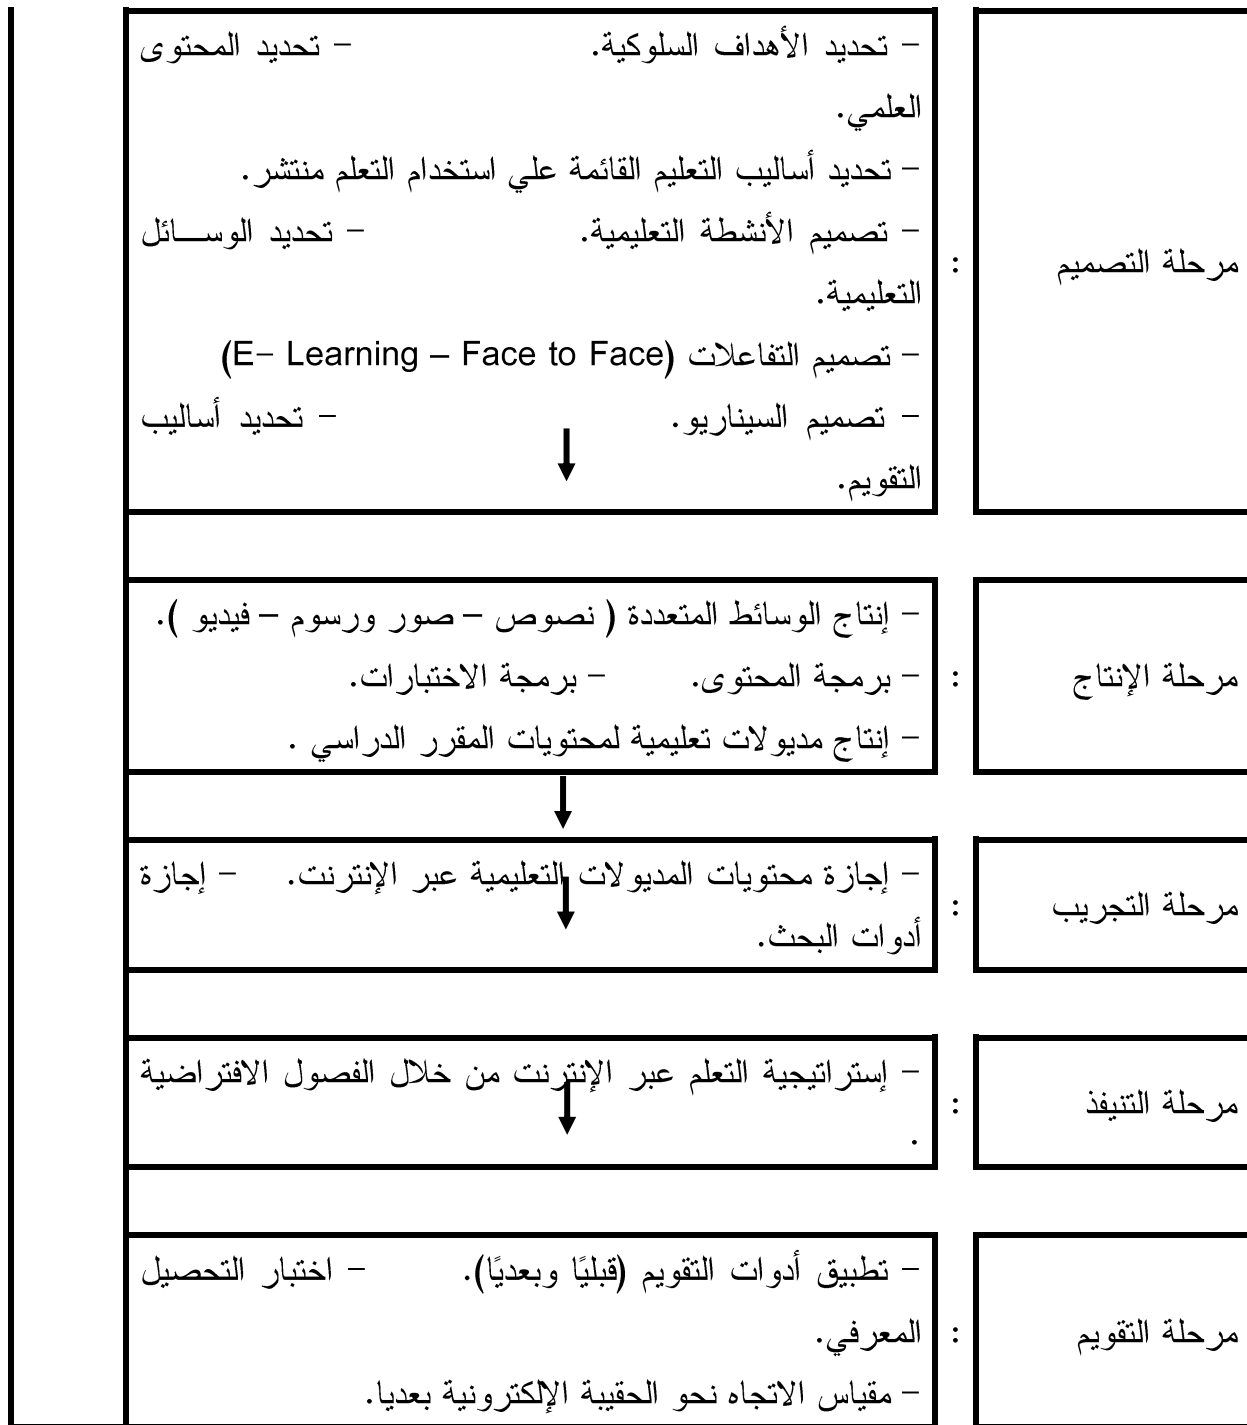 مرحلة التصميم
:
- تحديد الأهداف السلوكية. - تحديد المحتوى
العلمي.
- تحديد أساليب التعليم القائمة علي استخدام التعلم منتشر.
- تصميم الأنشطة التعليمية. - تحديد الوســائل
التعليمية.
- تصميم التفاعلات (E- Learning – Face to Face)
- تصميم السيناريو. - تحديد أساليب
التقويم.
مرحلة الإنتاج
:
- إنتاج الوسائط المتعددة ( نصوص – صور ورسوم – فيديو ).
- برمجة المحتوى. - برمجة الاختبارات.
- إنتاج مديولات تعليمية لمحتويات المقرر الدراسي .
مرحلة التجريب
:
- إجازة محتويات المديولات التعليمية عبر الإنترنت. - إجازة
أدوات البحث.
مرحلة التنيفذ
:
- إستراتيجية التعلم عبر الإنترنت من خلال الفصول الافتراضية
.
مرحلة التقويم
:
- تطبيق أدوات التقويم (قبليًا وبعديًا). - اختبار التحصيل
المعرفي.
- مقياس الاتجاه نحو الحقيبة الإلكترونية بعديا.